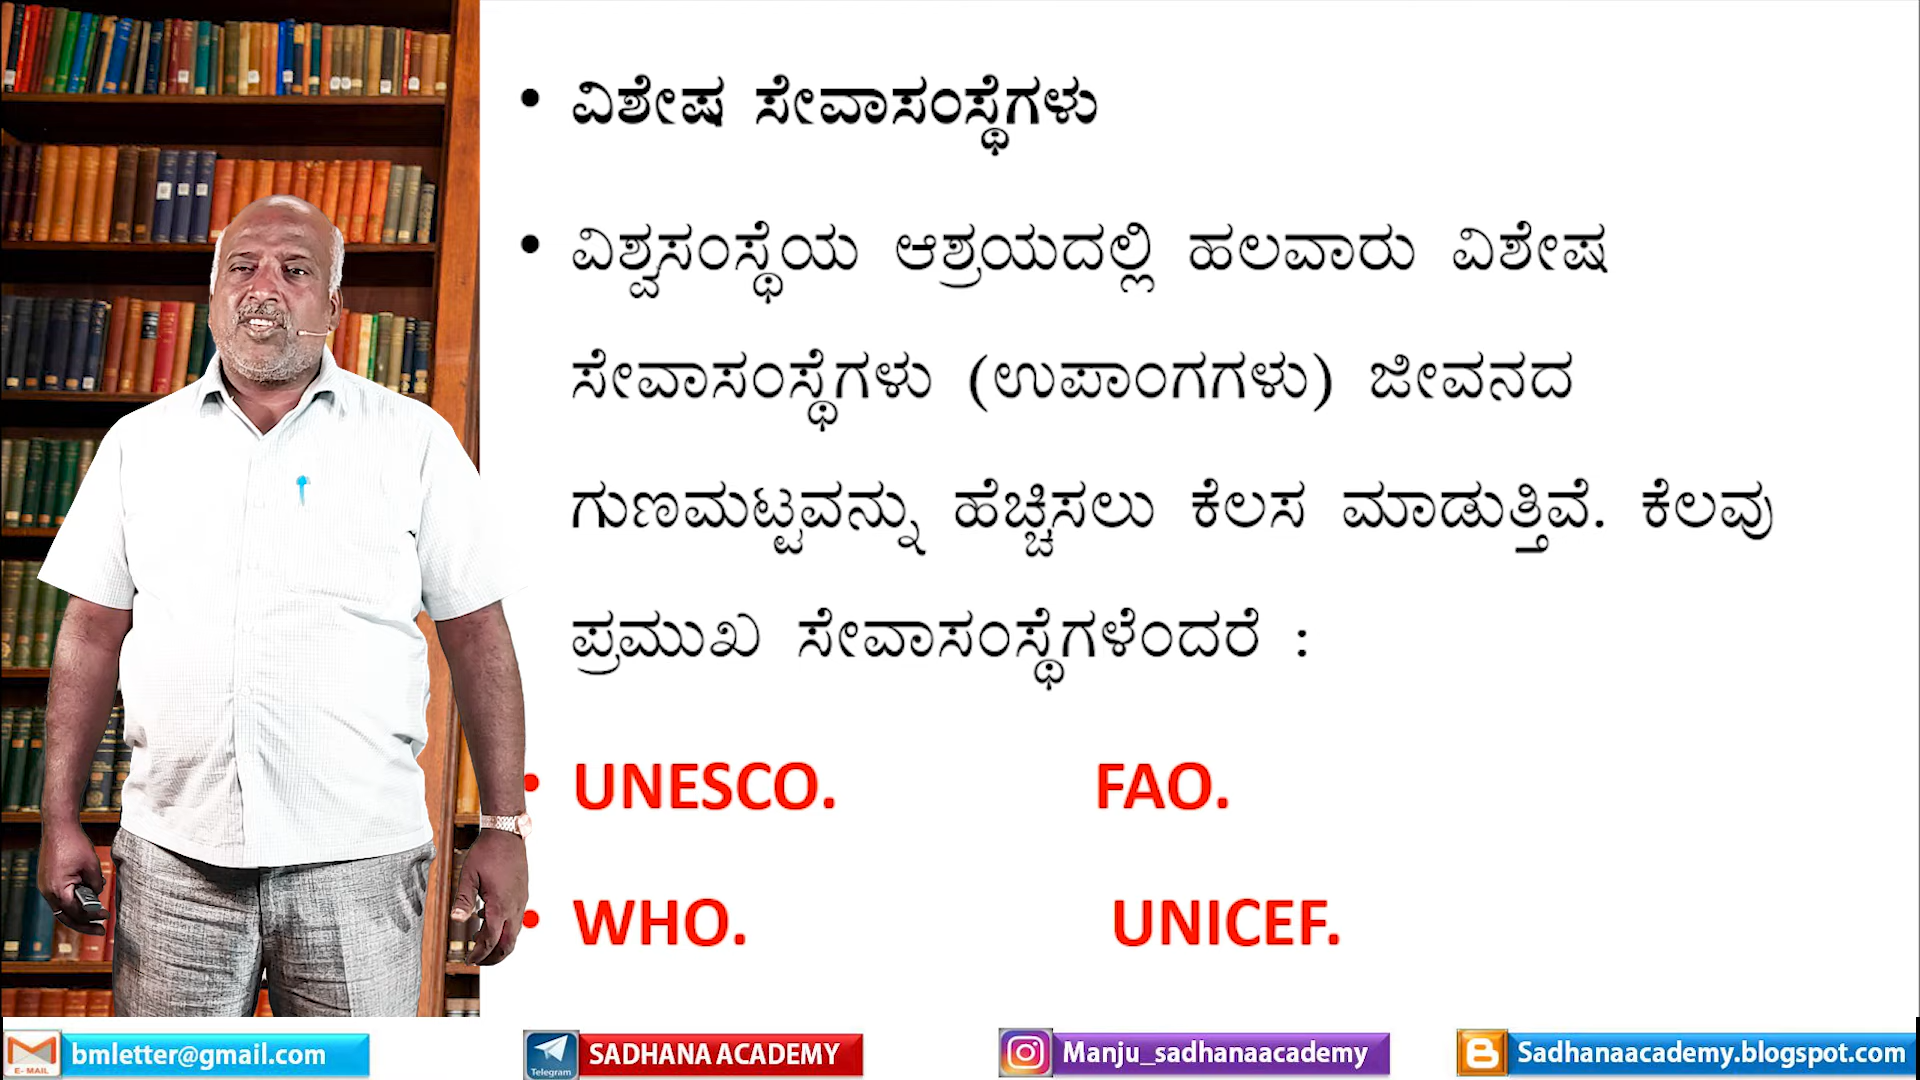 • ವಿಶೇಷ ಸೇವಾಸಂಸ್ಥೆಗಳು
• ವಿಶ್ವಸಂಸ್ಥೆಯ ಆಶ್ರಯದಲ್ಲಿ ಹಲವಾರು ವಿಶೇಷ
ಸೇವಾಸಂಸ್ಥೆಗಳು (ಉಪಾಂಗಗಳು) ಜೀವನದ
ಗುಣಮಟ್ಟವನ್ನು ಹೆಚ್ಚಿಸಲು ಕೆಲಸ ಮಾಡುತ್ತಿವೆ. ಕೆಲವು
ಪ್ರಮುಖ ಸೇವಾಸಂಸ್ಥೆಗಳೆಂದರೆ :
• UNESCO. FAO.
• WHO. UNICEF.
E-MAIL bmletter@gmail.com Telegram SADHANA ACADEMY Manju_sadhanaacademy Sadhanaacademy.blogspot.com